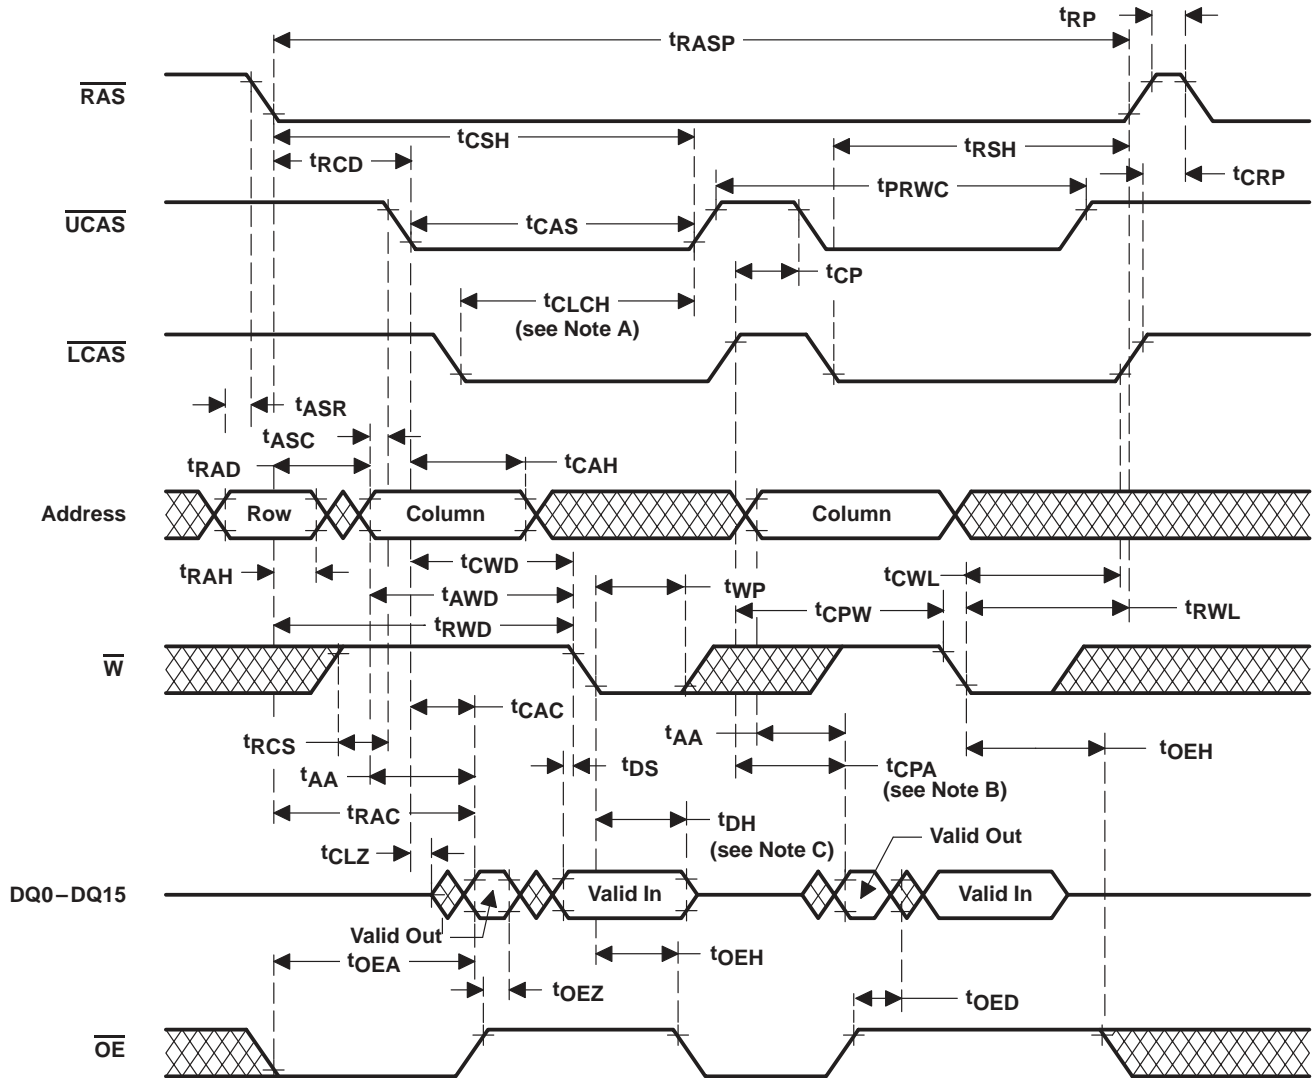 tRP
tRASP
RAS
tCSH
tRSH
tRCD
tCRP
tPRWC
UCAS
tCAS
tCP
tCLCH
(see Note A)
LCAS
tASR
tASC
tRAD
tCAH
Address
Row
Column
Column
tRAH
tCWD
tWP
tCWL
tAWD
tCPW
tRWL
tRWD
W
tCAC
tAA
tRCS
tOEH
tAA
tDS
tCPA
(see Note B)
tRAC
tDH
(see Note C)
Valid Out
tCLZ
DQ0–DQ15
Valid In
Valid In
Valid Out
tOEA
tOEH
tOEZ
tOED
OE